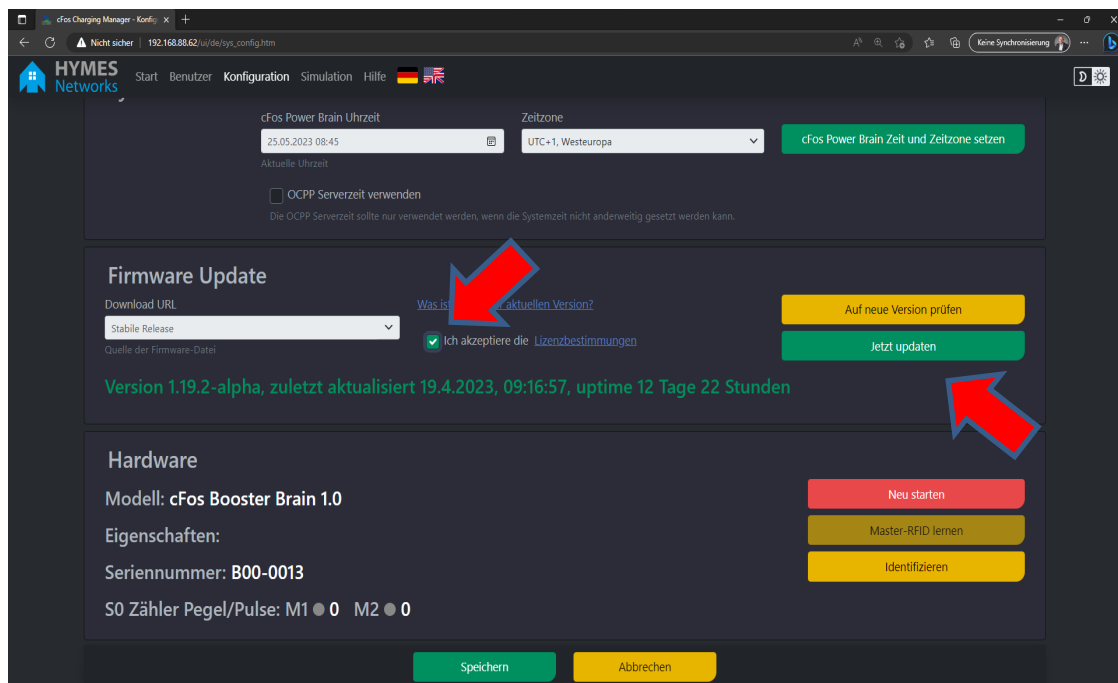 cFos Charging Manager - Konfig
Nicht sicher 192.168.88.62/ui/de/sys_config.htm
Keine Synchronisierung
HYMES Networks
Start Benutzer Konfiguration Simulation Hilfe
cFos Power Brain Uhrzeit
Zeitzone
25.05.2023 08:45
UTC+1, Westeuropa
cFos Power Brain Zeit und Zeitzone setzen
Aktuelle Uhrzeit
OCPP Serverzeit verwenden
Die OCPP Serverzeit sollte nur verwendet werden, wenn die Systemzeit nicht anderweitig gesetzt werden kann.
Firmware Update
Download URL
Was ist aktuellen Version?
Auf neue Version prüfen
Stabile Release
Ich akzeptiere die Lizenzbestimmungen
Jetzt updaten
Quelle der Firmware-Datei
Version 1.19.2-alpha, zuletzt aktualisiert 19.4.2023, 09:16:57, uptime 12 Tage 22 Stunden
Hardware
Modell: cFos Booster Brain 1.0
Neu starten
Eigenschaften:
Master-RFID lernen
Seriennummer: B00-0013
Identifizieren
S0 Zähler Pegel/Pulse: M1 0 M2 0
Speichern
Abbrechen